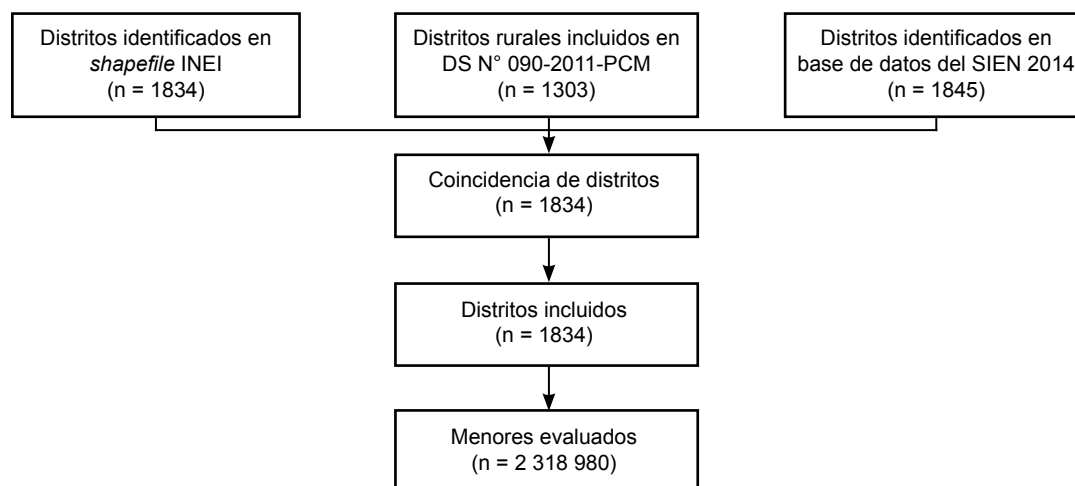 Distritos identificados en
shapefile INEI
(n = 1834)
Distritos rurales incluidos en
DS N° 090-2011-PCM
(n = 1303)
Distritos identificados en
base de datos del SIEN 2014
(n = 1845)
Coincidencia de distritos
(n = 1834)
Distritos incluidos
(n = 1834)
Menores evaluados
(n = 2 318 980)